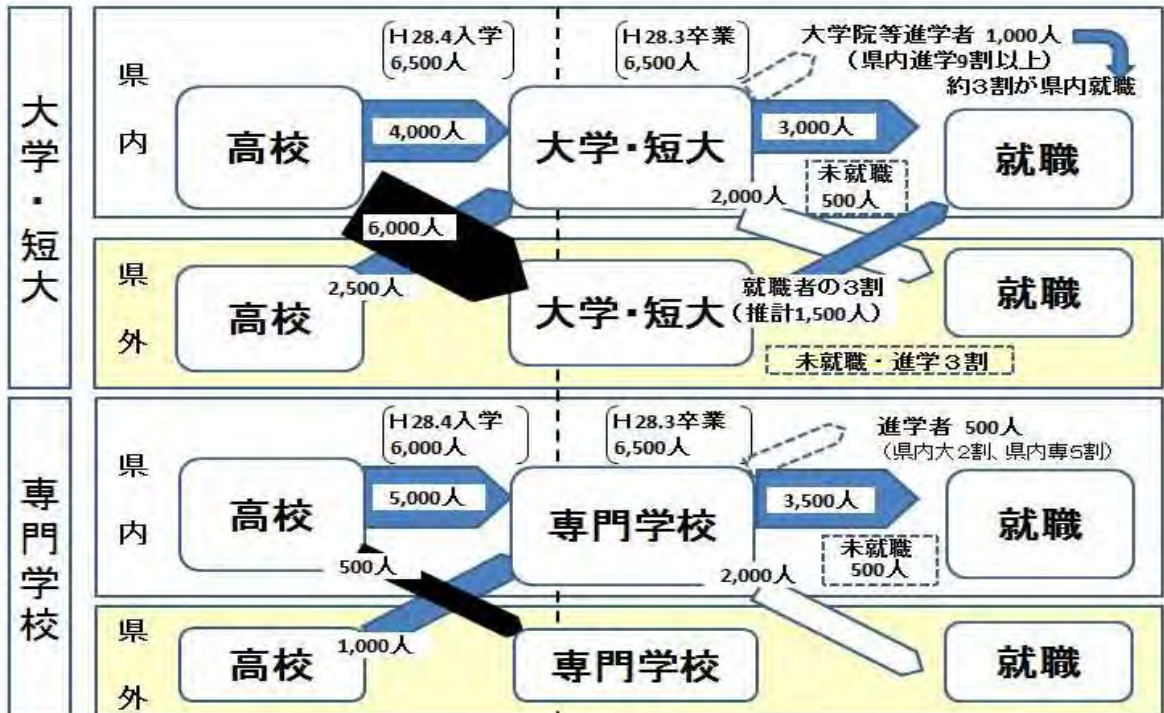 大学・短大
県内
高校
4,000人
(H28.4入学
6,500人)
大学・短大
(H28.3卒業
6,500人)
大学院等進学者 1,000人
(県内進学9割以上)
約3割が県内就職
3,000人
未就職
500人
2,000人
就職
6,000人
県外
高校
2,500人
大学・短大
就職者の3割
(推計1,500人)
未就職・進学3割
就職
専門学校
県内
高校
5,000人
(H28.4入学
6,000人)
専門学校
(H28.3卒業
6,500人)
進学者 500人
(県内大2割、県内専5割)
3,500人
未就職
500人
2,000人
就職
500人
県外
高校
1,000人
専門学校
就職